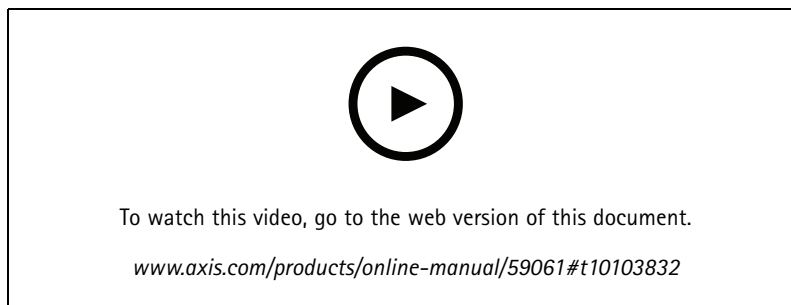 To watch this video, go to the web version of this document.
www.axis.com/products/online-manual/59061#t10103832